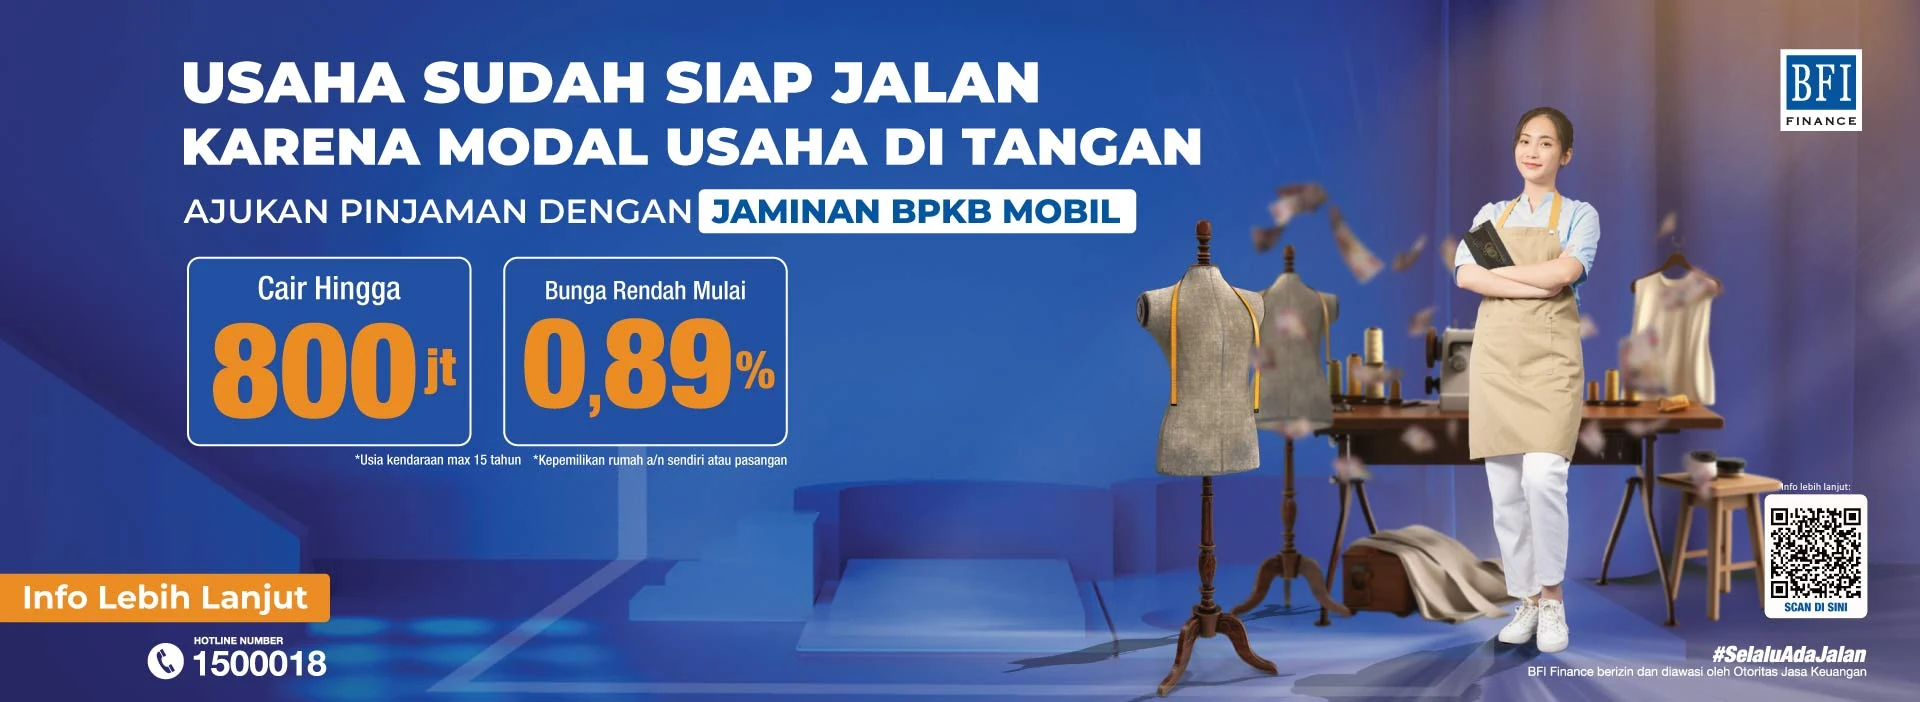 USAHA SUDAH SIAP JALAN
KARENA MODAL USAHA DI TANGAN
AJUKAN PINJAMAN DENGAN JAMINAN BPKB MOBIL
Cair Hingga
800 jt
Bunga Rendah Mulai
0,89%
*Usia kendaraan max 15 tahun
*Kepemilikan rumah a/n sendiri atau pasangan
BFI
FINANCE
Info Lebih Lanjut
HOTLINE NUMBER
1500018
Info lebih lanjut:
SCAN DI SINI
#SelaluAdaJalan
BFI Finance berizin dan diawasi oleh Otoritas Jasa Keuangan